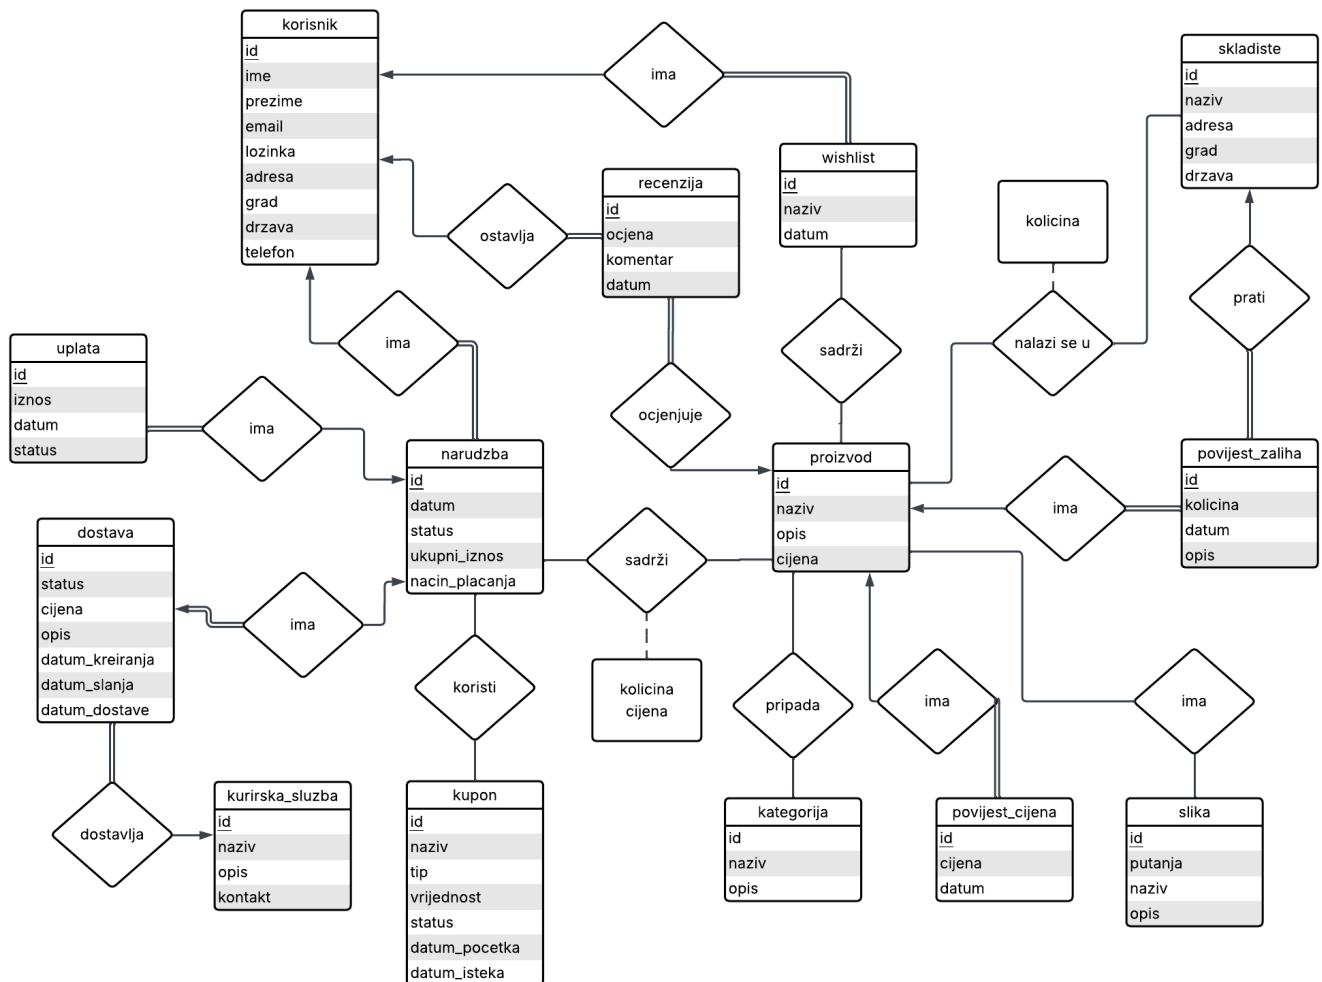 korisnik
id
ime
prezime
email
lozinka
adresa
grad
drzava
telefon
ima
skladiste
id
naziv
adresa
grad
drzava
wishlist
id
naziv
datum
recenzija
id
ocjena
komentar
datum
ostavlja
kolicina
prati
ima
nalazi se u
sadrži
uplata
id
iznos
datum
status
ima
ocjenjuje
narudzba
id
datum
status
ukupni_iznos
nacin_placanja
proizvod
id
naziv
opis
cijena
povijest_zaliha
id
kolicina
datum
opis
ima
sadrži
dostava
id
status
cijena
opis
datum_kreiranja
datum_slanja
datum_dostave
ima
koristi
kolicina
cijena
pripada
ima
ima
dostavlja
kurirska_sluzba
id
naziv
opis
kontakt
kupon
id
naziv
tip
vrijednost
status
datum_pocetka
datum_isteka
kategorija
id
naziv
opis
povijest_cijena
id
cijena
datum
slika
id
putanja
naziv
opis